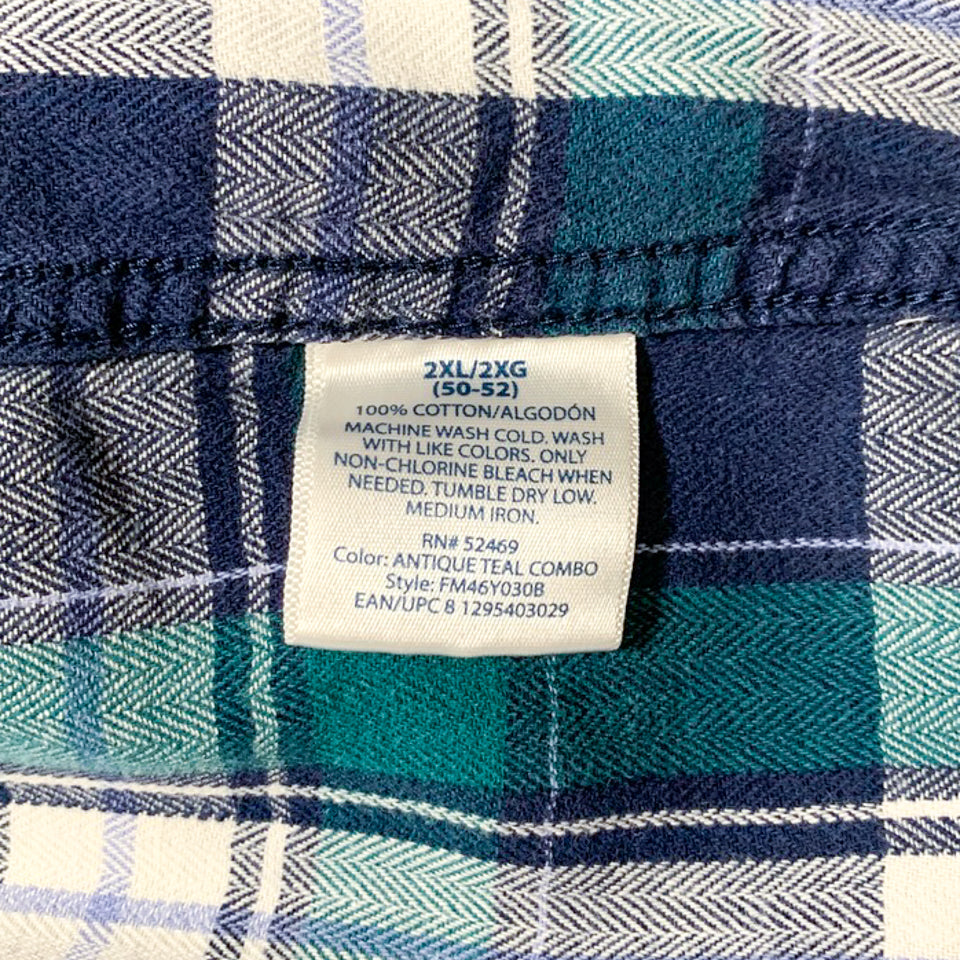 2XL/2XG
(50-52)
100% COTTON/ALGODÓN
MACHINE WASH COLD. WASH
WITH LIKE COLORS. ONLY
NON-CHLORINE BLEACH WHEN
NEEDED. TUMBLE DRY LOW.
MEDIUM IRON.
RN# 52469
Color: ANTIQUE TEAL COMBO
Style: FM46Y030B
EAN/UPC 8 1295403029